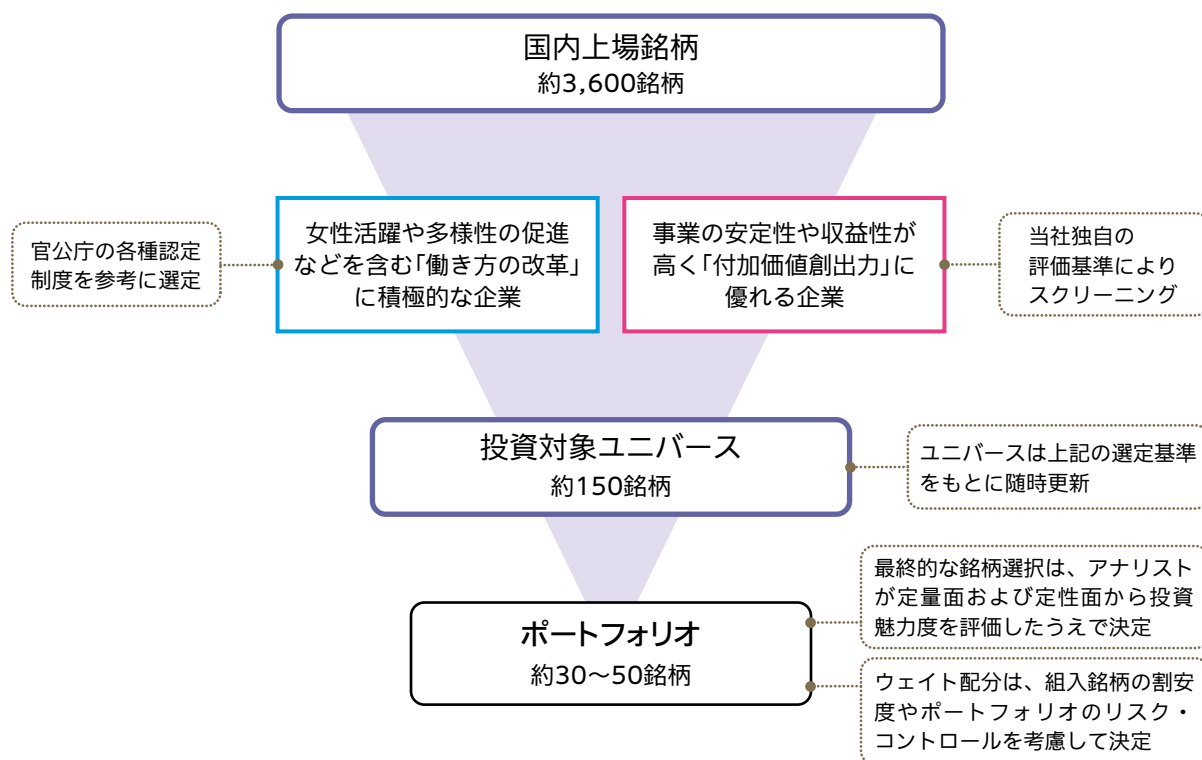 国内上場銘柄
約3,600銘柄
官公庁の各種認定
制度を参考に選定
女性活躍や多様性の促進
などを含む｢働き方の改革｣
に積極的な企業
事業の安定性や収益性が
高く｢付加価値創出力｣に
優れる企業
当社独自の
評価基準により
スクリーニング
投資対象ユニバース
約150銘柄
ユニバースは上記の選定基準
をもとに随時更新
ポートフォリオ
約30〜50銘柄
最終的な銘柄選択は、アナリスト
が定量面および定性面から投資
魅力度を評価したうえで決定
ウェイト配分は、組入銘柄の割安
度やポートフォリオのリスク・
コントロールを考慮して決定